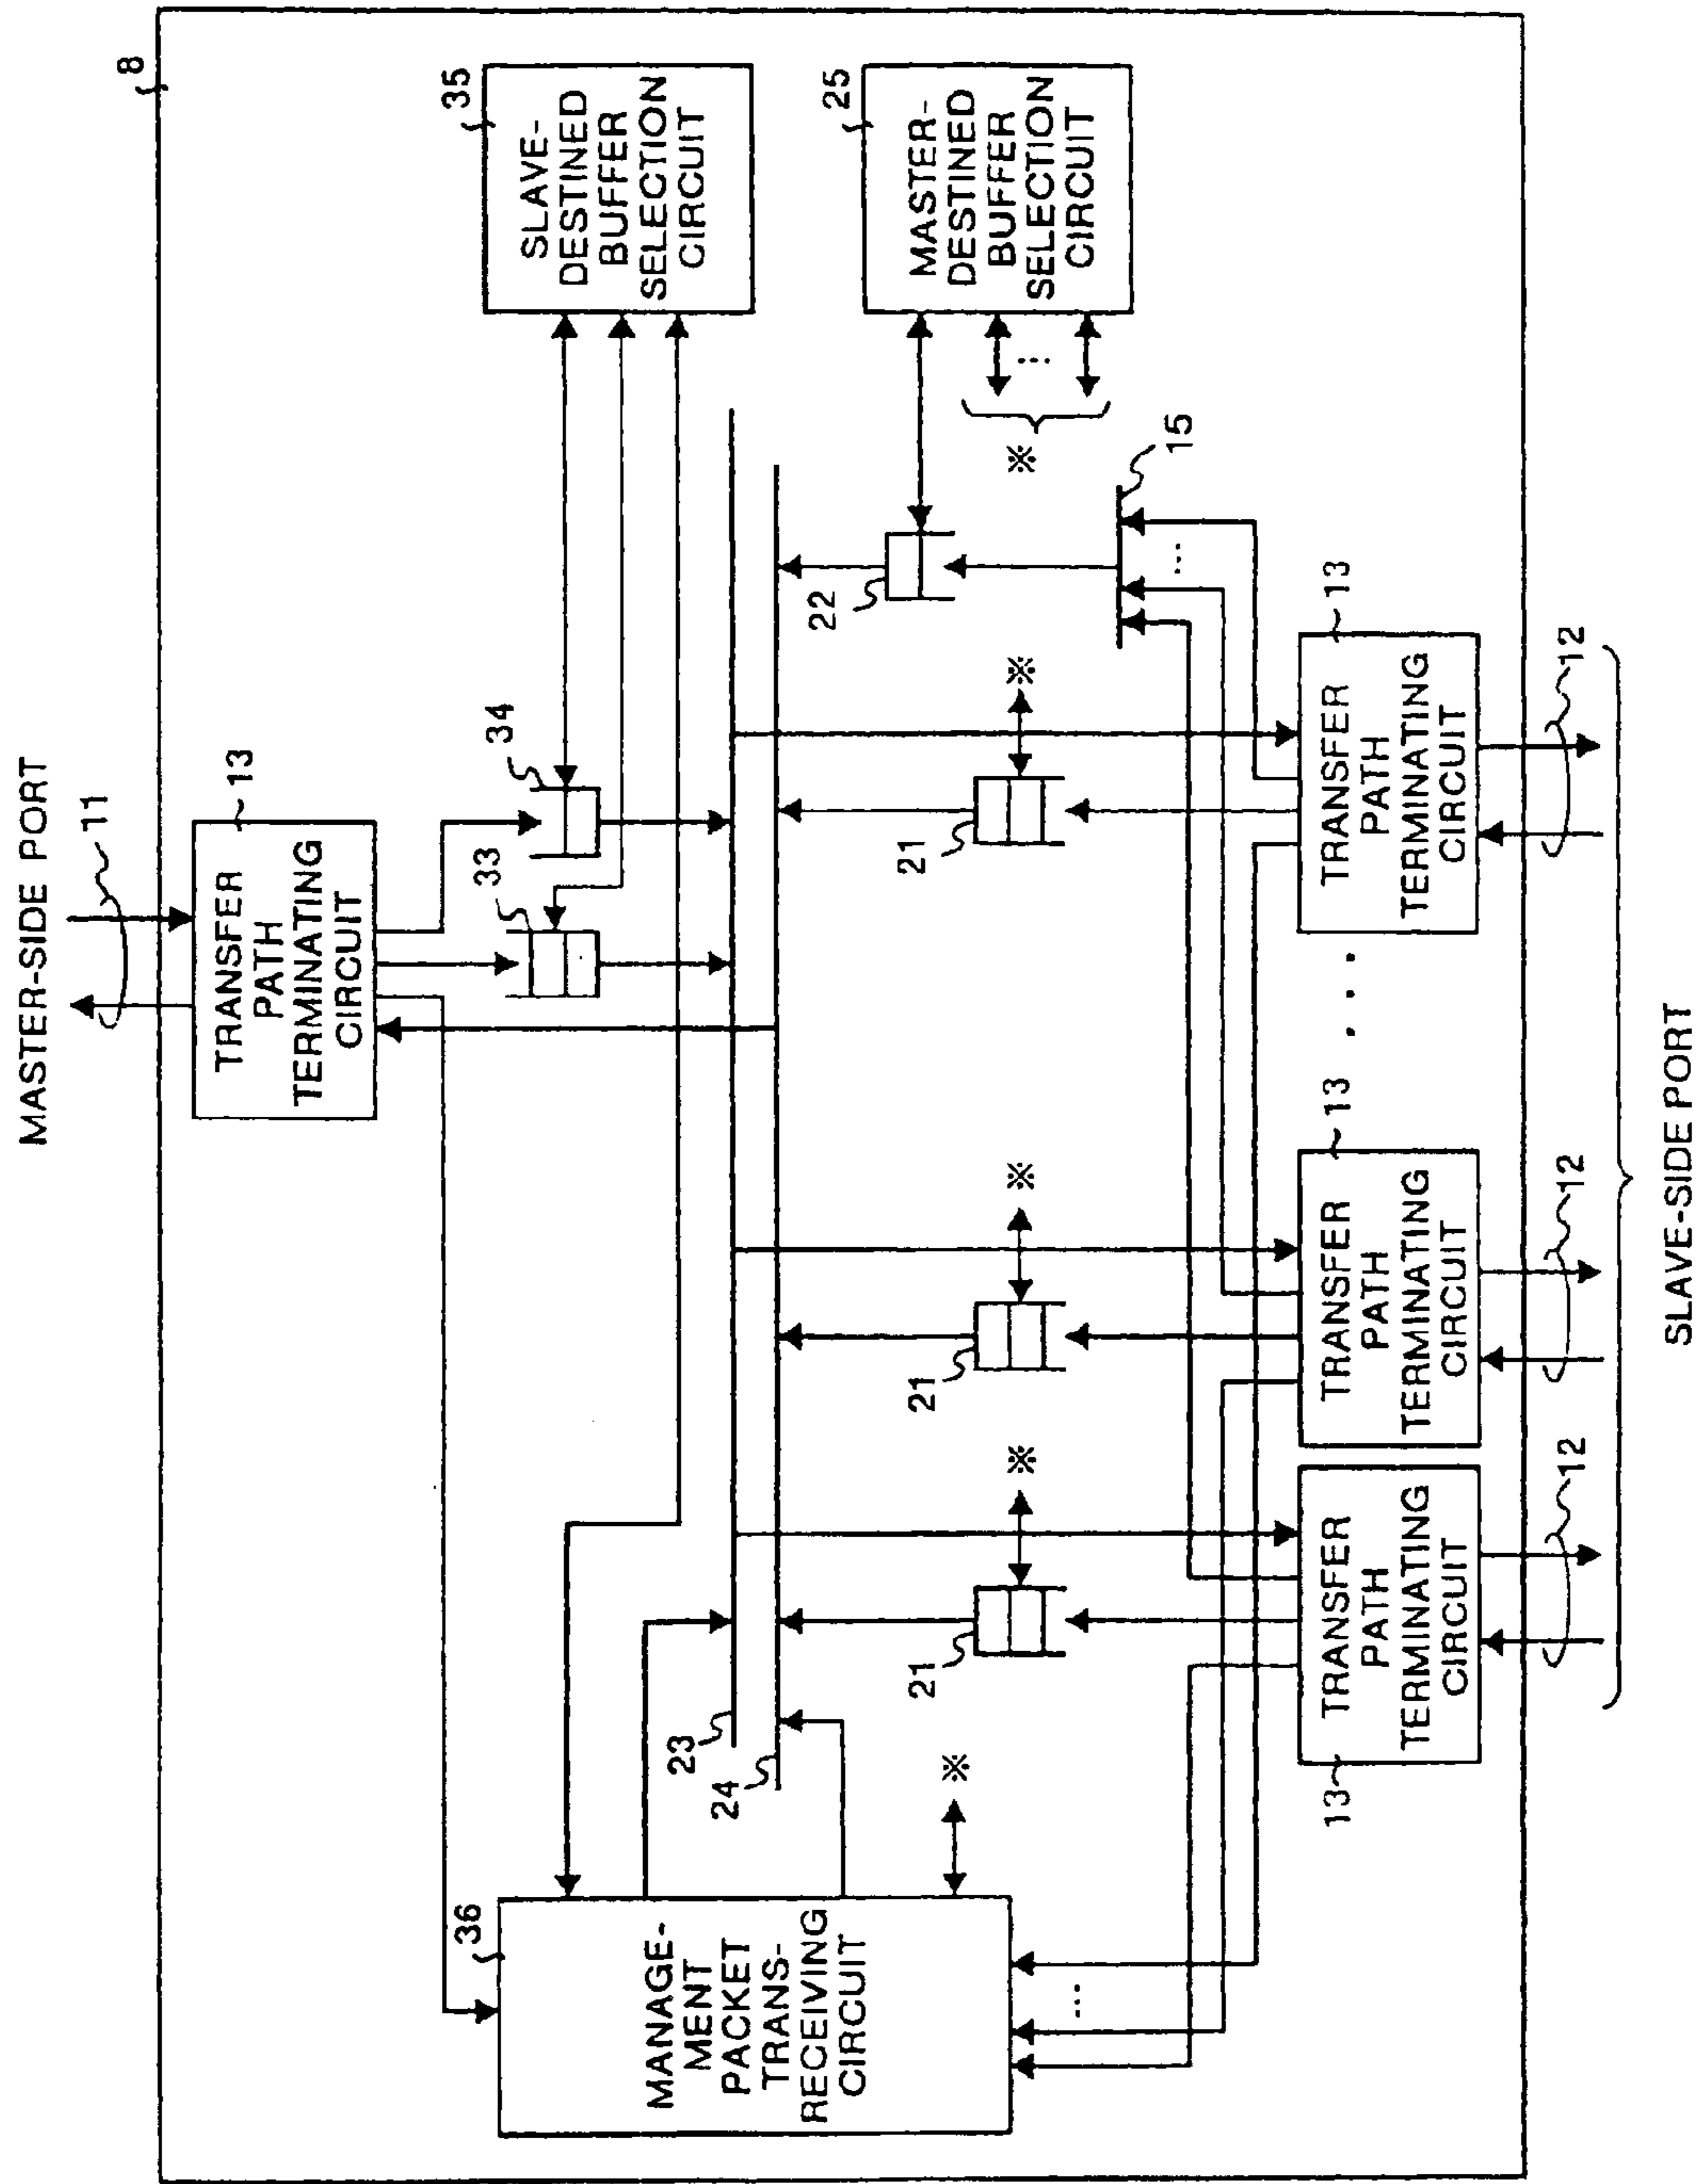 MASTER-SIDE PORT
11
8
13
TRANSFER
PATH
TERMINATING
CIRCUIT
36
MANAGE-
MENT
PACKET
TRANS-
RECEIVING
CIRCUIT
33
34
35
SLAVE-
DESTINED
BUFFER
SELECTION
CIRCUIT
23
24
25
MASTER-
DESTINED
BUFFER
SELECTION
CIRCUIT
22
※
...
※
21
※
21
※
21
※
...
15
...
...
13
TRANSFER
PATH
TERMINATING
CIRCUIT
13
TRANSFER
PATH
TERMINATING
CIRCUIT
. . . .
13
TRANSFER
PATH
TERMINATING
CIRCUIT
12
12
12
SLAVE-SIDE PORT